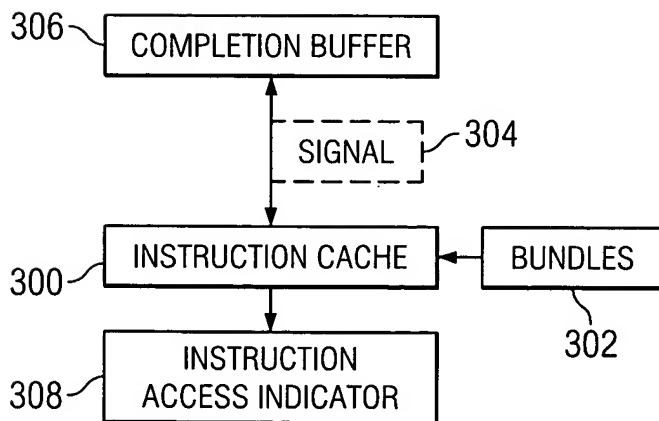 306
COMPLETION BUFFER
SIGNAL
304
300
INSTRUCTION CACHE
BUNDLES
302
308
INSTRUCTION
ACCESS INDICATOR